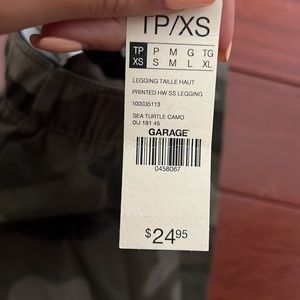 TP/XS
TP P M G TG
XS S M L XL
LEGGING TAILLE HAUT
PRINTED HW SS LEGGING
100035113
SEA TURTLE CAMO
DU 181 45
GARAGE
0458067
$24.95